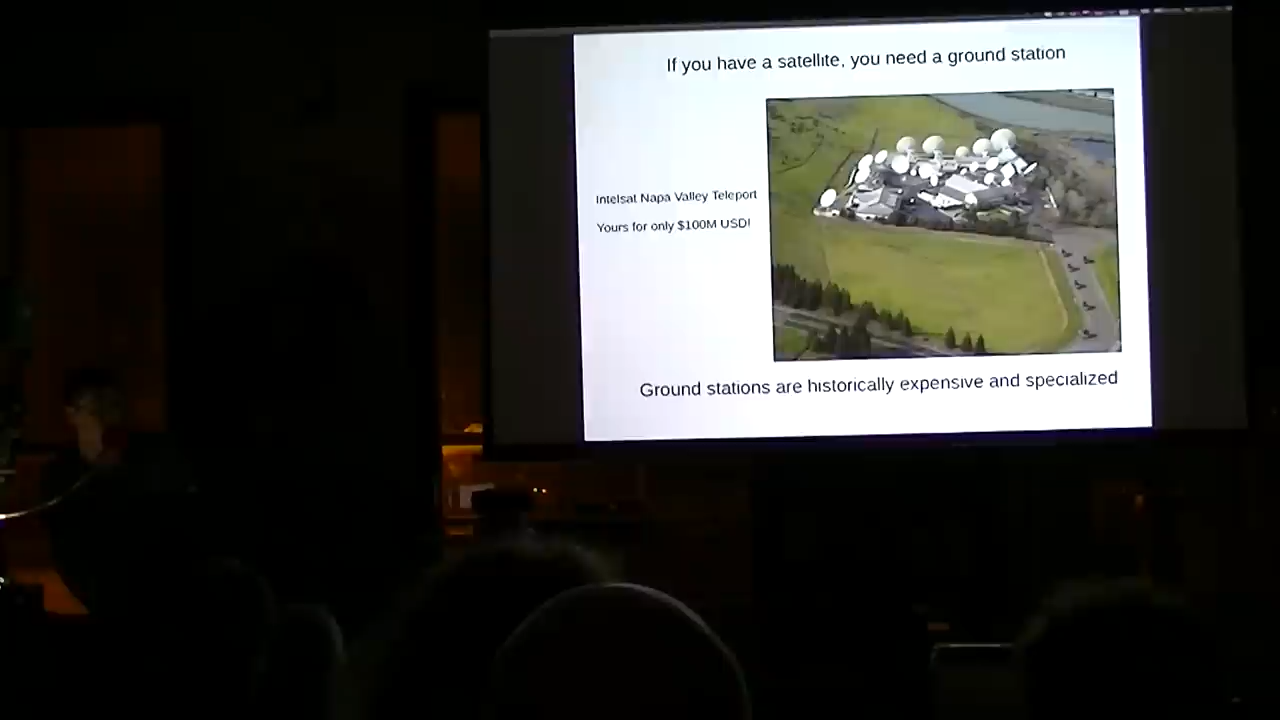 If you have a satellite, you need a ground station
Intelsat Napa Valley Teleport
Yours for only $100M USD!
Ground stations are historically expensive and specialized